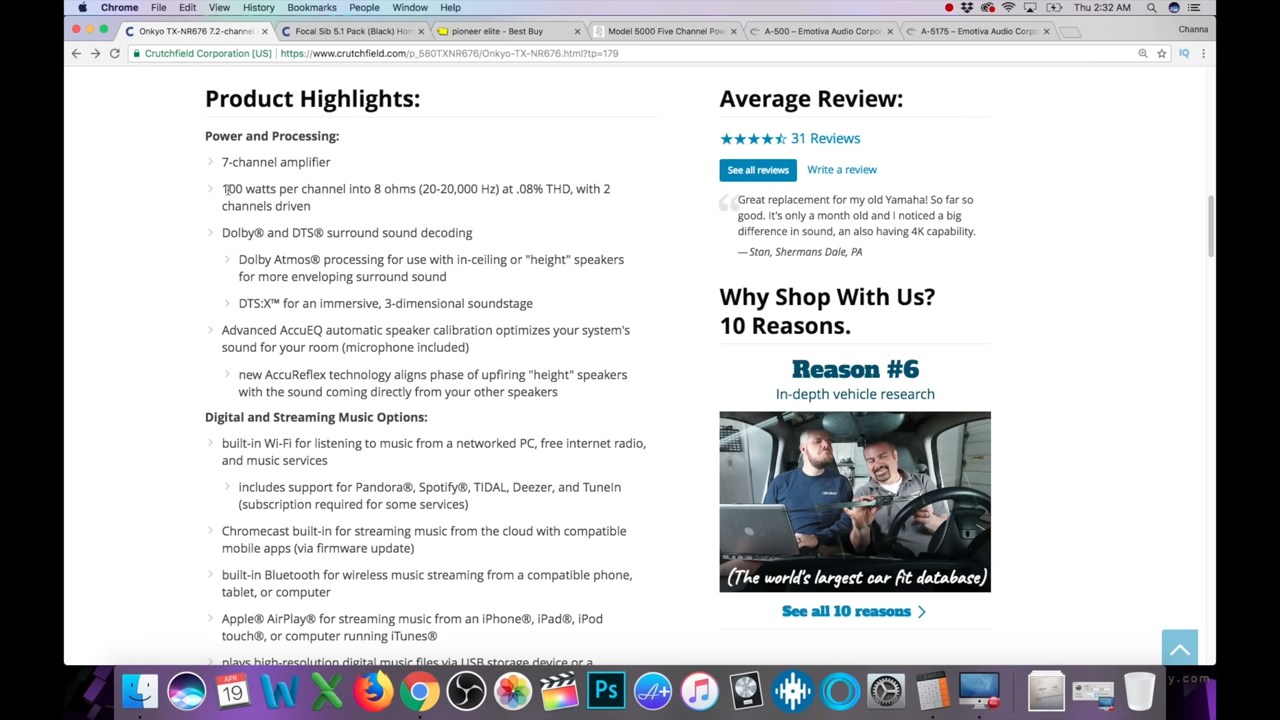 Chrome File Edit View History Bookmarks People Window Help
Thu 2:32 AM
Onkyo TX-NR676 7.2-channel
Focal Sib 5.1 Pack (Black) Hom
pioneer elite - Best Buy
Model 5000 Five Channel Pow
A-500 – Emotiva Audio Corpor
A-5175 – Emotiva Audio Corpo
Channa
Crutchfield Corporation [US]
https://www.crutchfield.com/p_580TXNR676/Onkyo-TX-NR676.html?tp=179
IQ
Product Highlights:
Power and Processing:
7-channel amplifier
100 watts per channel into 8 ohms (20-20,000 Hz) at .08% THD, with 2
channels driven
Dolby® and DTS® surround sound decoding
Dolby Atmos® processing for use with in-ceiling or "height" speakers
for more enveloping surround sound
DTS:X™ for an immersive, 3-dimensional soundstage
Advanced AccuEQ automatic speaker calibration optimizes your system's
sound for your room (microphone included)
new AccuReflex technology aligns phase of upfiring "height" speakers
with the sound coming directly from your other speakers
Digital and Streaming Music Options:
built-in Wi-Fi for listening to music from a networked PC, free internet radio,
and music services
includes support for Pandora®, Spotify®, TIDAL, Deezer, and TuneIn
(subscription required for some services)
Chromecast built-in for streaming music from the cloud with compatible
mobile apps (via firmware update)
built-in Bluetooth for wireless music streaming from a compatible phone,
tablet, or computer
Apple® AirPlay® for streaming music from an iPhone®, iPad®, iPod
touch®, or computer running iTunes®
plays high-resolution digital music files via USB storage device or a
Average Review:
31 Reviews
See all reviews
Write a review
Great replacement for my old Yamaha! So far so
good. It's only a month old and I noticed a big
difference in sound, an also having 4K capability.
— Stan, Shermans Dale, PA
Why Shop With Us?
10 Reasons.
Reason #6
In-depth vehicle research
(The world's largest car fit database)
See all 10 reasons
APR
19
Ps